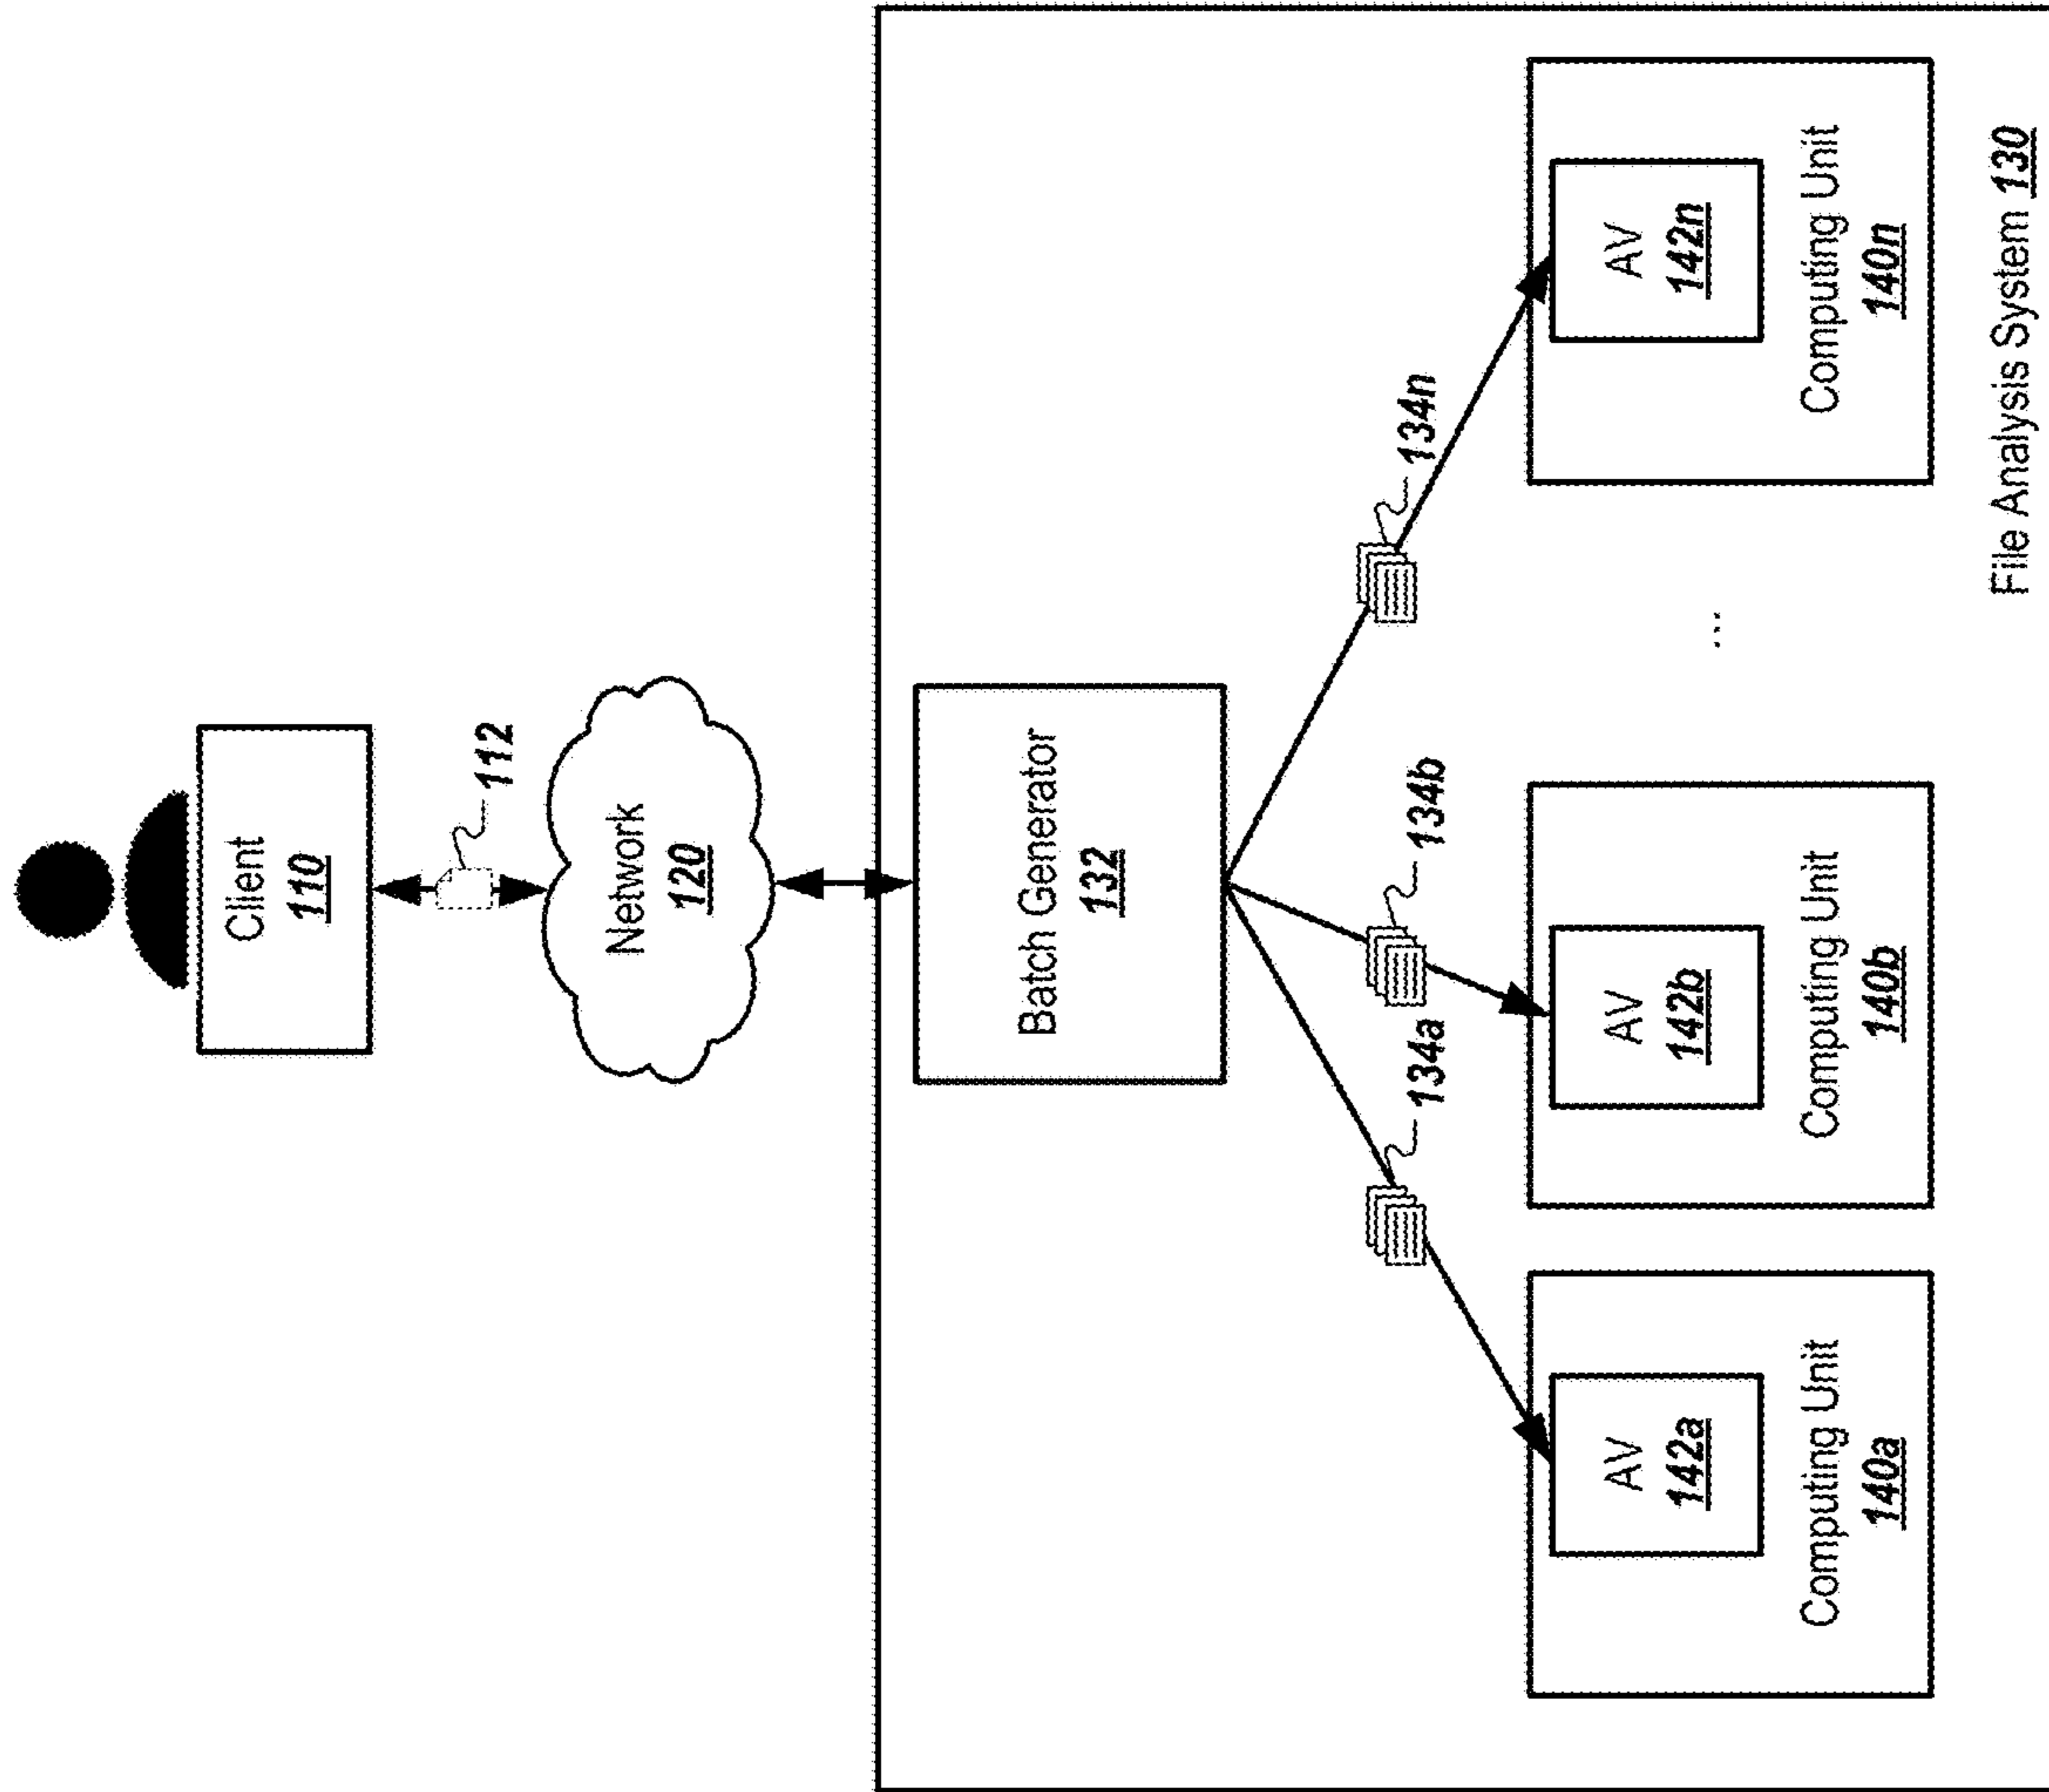 Client
110
112
Network
120
Batch Generator
132
134a
134b
134n
AV
142a
Computing Unit
140a
AV
142b
Computing Unit
140b
...
AV
142n
Computing Unit
140n
File Analysis System 130